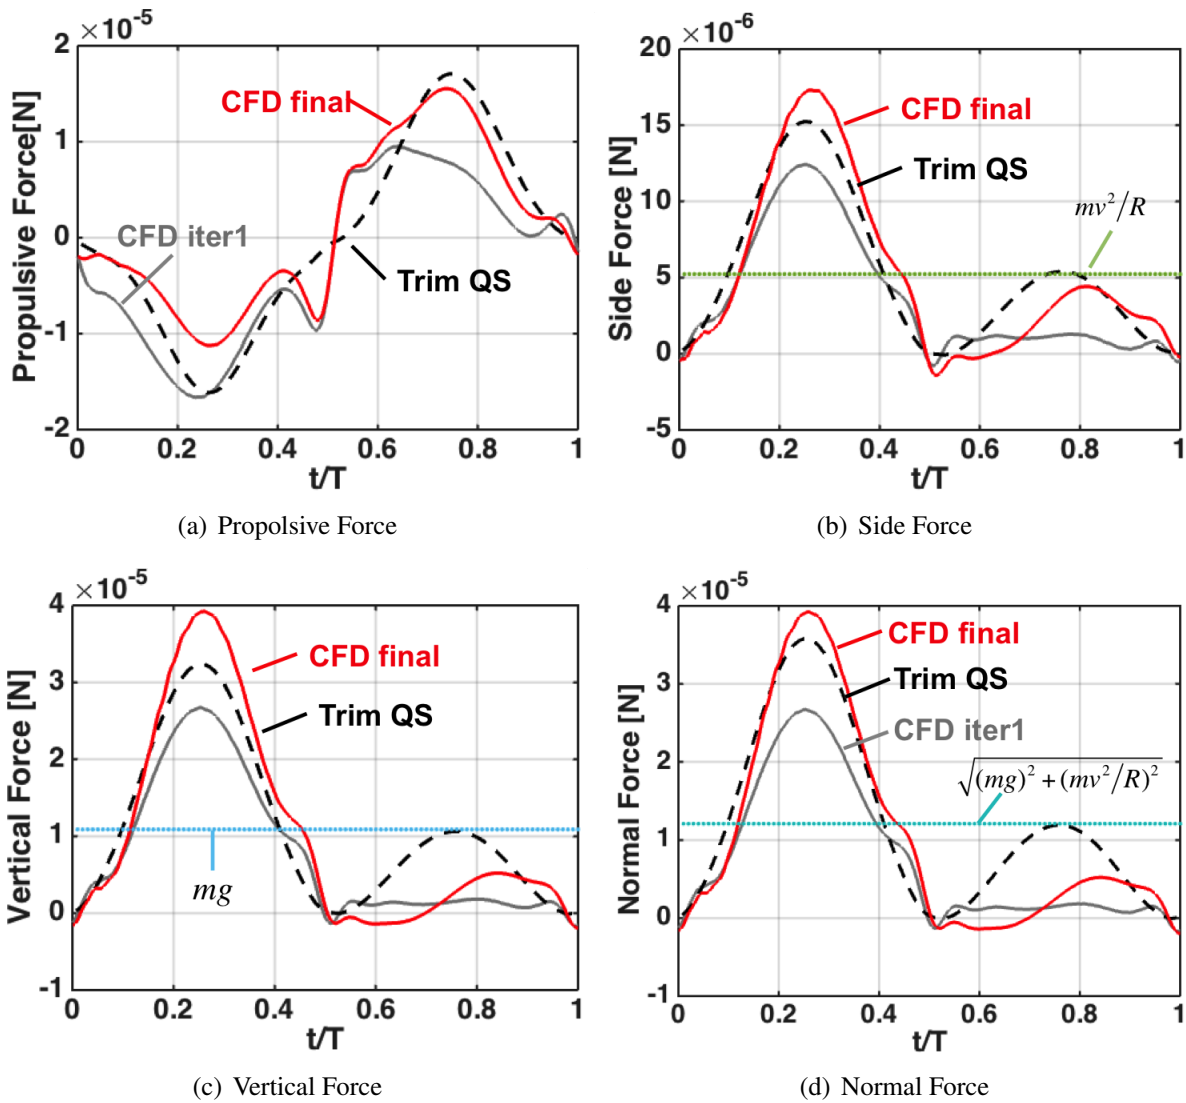 ×10⁻⁵
2
1
0
-1
-2
Propulsive Force[N]
CFD final
CFD iter1
Trim QS
0 0.2 0.4 0.6 0.8 1
t/T
(a) Propolsive Force
×10⁻⁶
20
15
10
5
0
-5
Side Force [N]
CFD final
Trim QS
mv²/R
0 0.2 0.4 0.6 0.8 1
t/T
(b) Side Force
×10⁻⁵
4
3
2
1
0
-1
Vertical Force [N]
CFD final
Trim QS
mg
0 0.2 0.4 0.6 0.8 1
t/T
(c) Vertical Force
×10⁻⁵
4
3
2
1
0
-1
Normal Force [N]
CFD final
Trim QS
CFD iter1
√(mg)² + (mv²/R)²
0 0.2 0.4 0.6 0.8 1
t/T
(d) Normal Force